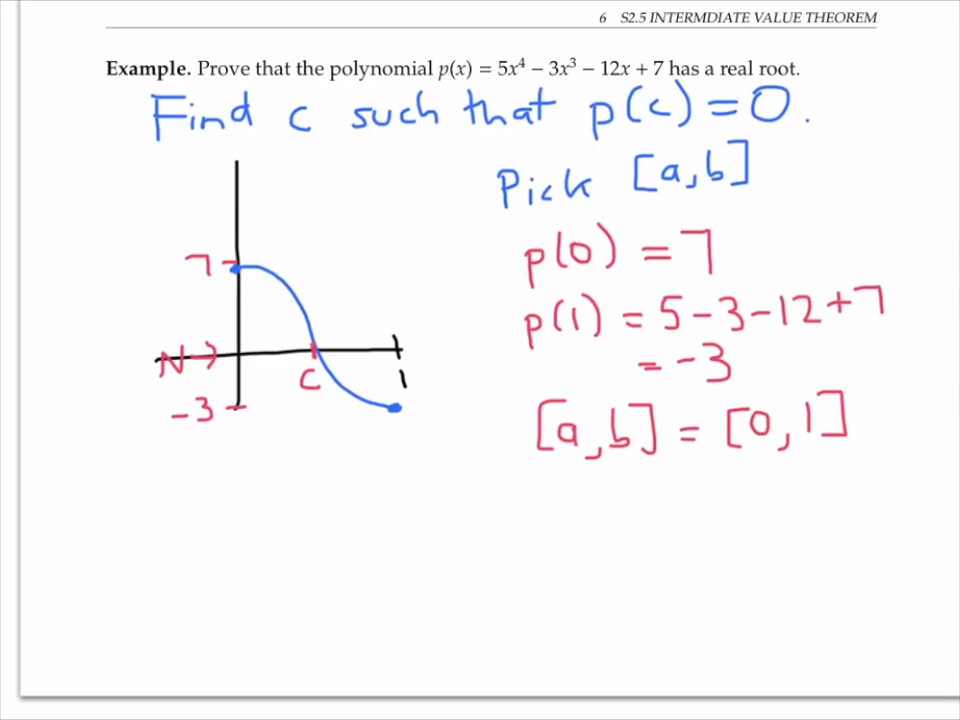 6 S2.5 INTERMDIATE VALUE THEOREM
Example. Prove that the polynomial p(x) = 5x⁴ − 3x³ − 12x + 7 has a real root.
Find c such that p(c) = 0.
Pick [a,b]
p(0) = 7
p(1) = 5 - 3 - 12 + 7
= -3
[a,b] = [0,1]
7
N →
c
1
-3